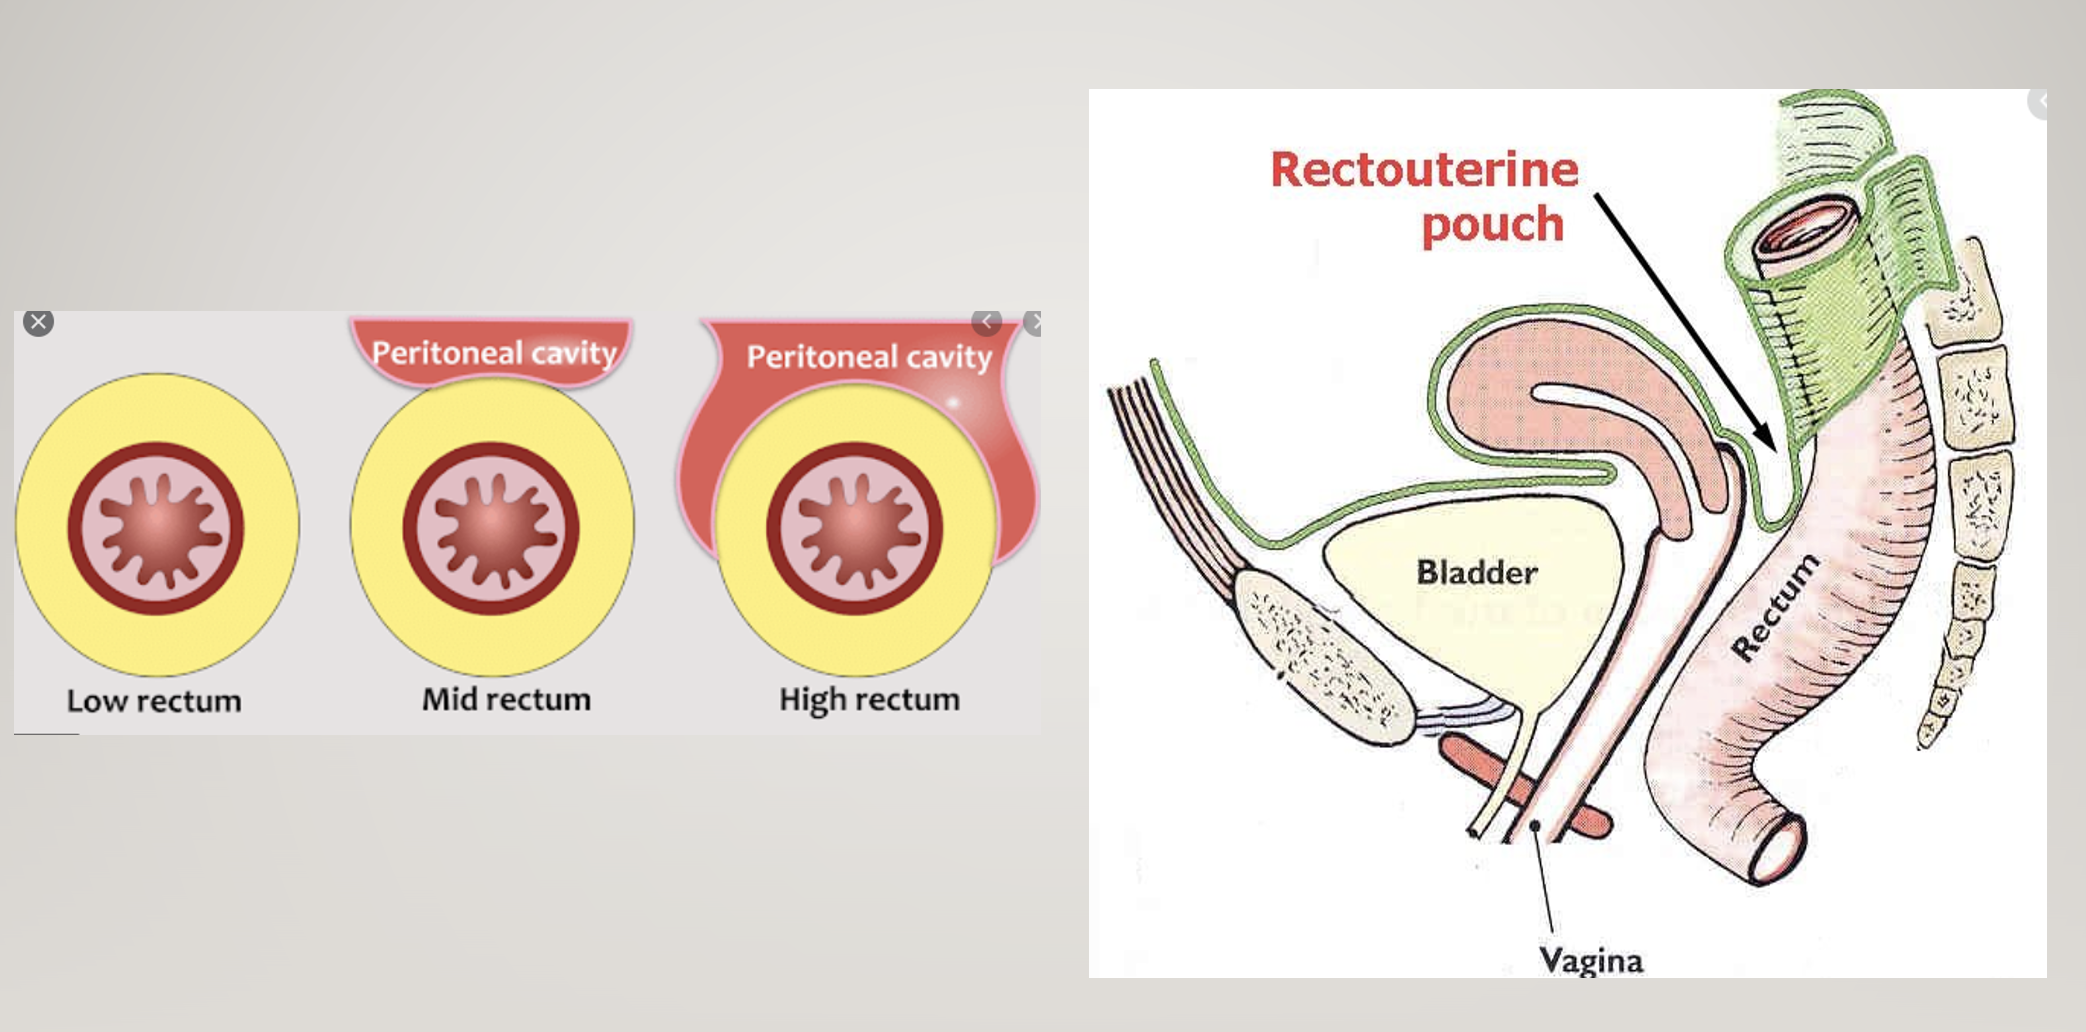 Peritoneal cavity
Peritoneal cavity
Low rectum
Mid rectum
High rectum
Rectouterine
pouch
Bladder
Rectum
Vagina